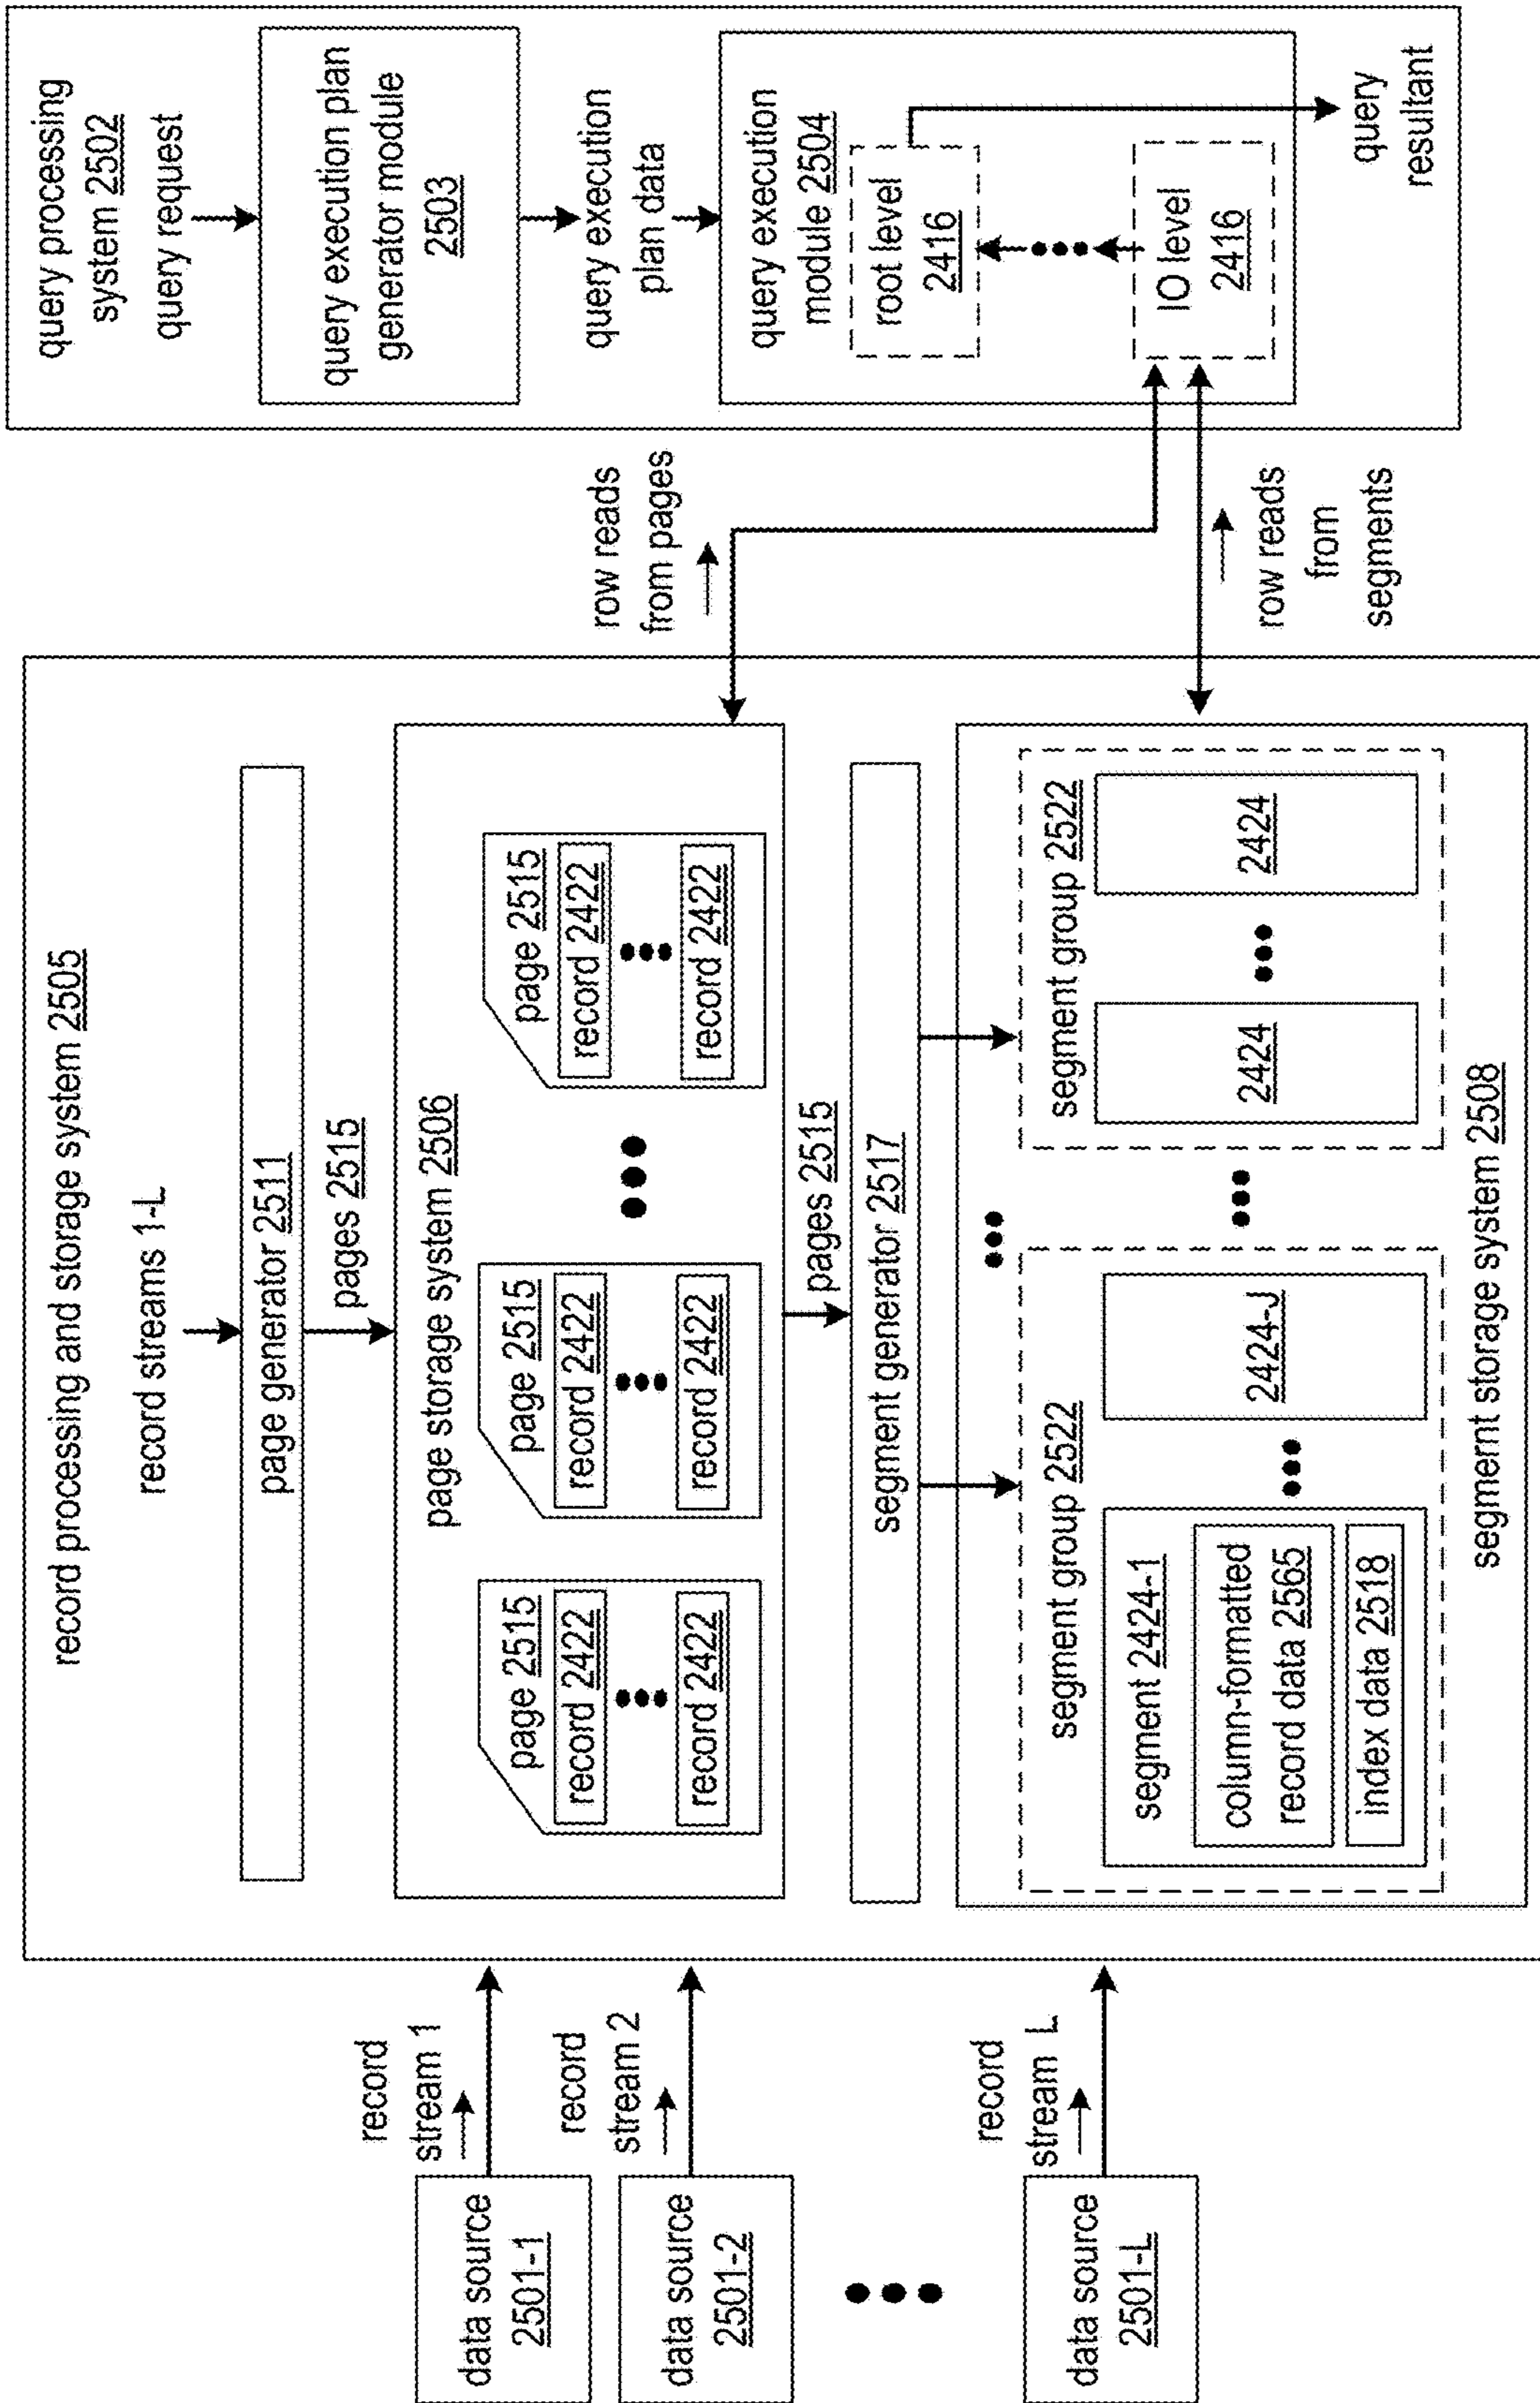 data source
2501-1
data source
2501-2
data source
2501-L
record
stream 1
record
stream 2
record
stream L
record processing and storage system 2505
record streams 1-L
page generator 2511
pages 2515
page storage system 2506
page 2515
record 2422
record 2422
page 2515
record 2422
record 2422
page 2515
record 2422
record 2422
pages 2515
segment generator 2517
segment group 2522
segment 2424-1
column-formatted
record data 2565
index data 2518
2424-J
segment group 2522
2424
2424
segmernt storage system 2508
row reads
from pages
row reads
from
segments
query processing
system 2502
query request
query execution plan
generator module
2503
query execution
plan data
query execution
module 2504
root level
2416
IO level
2416
query
resultant